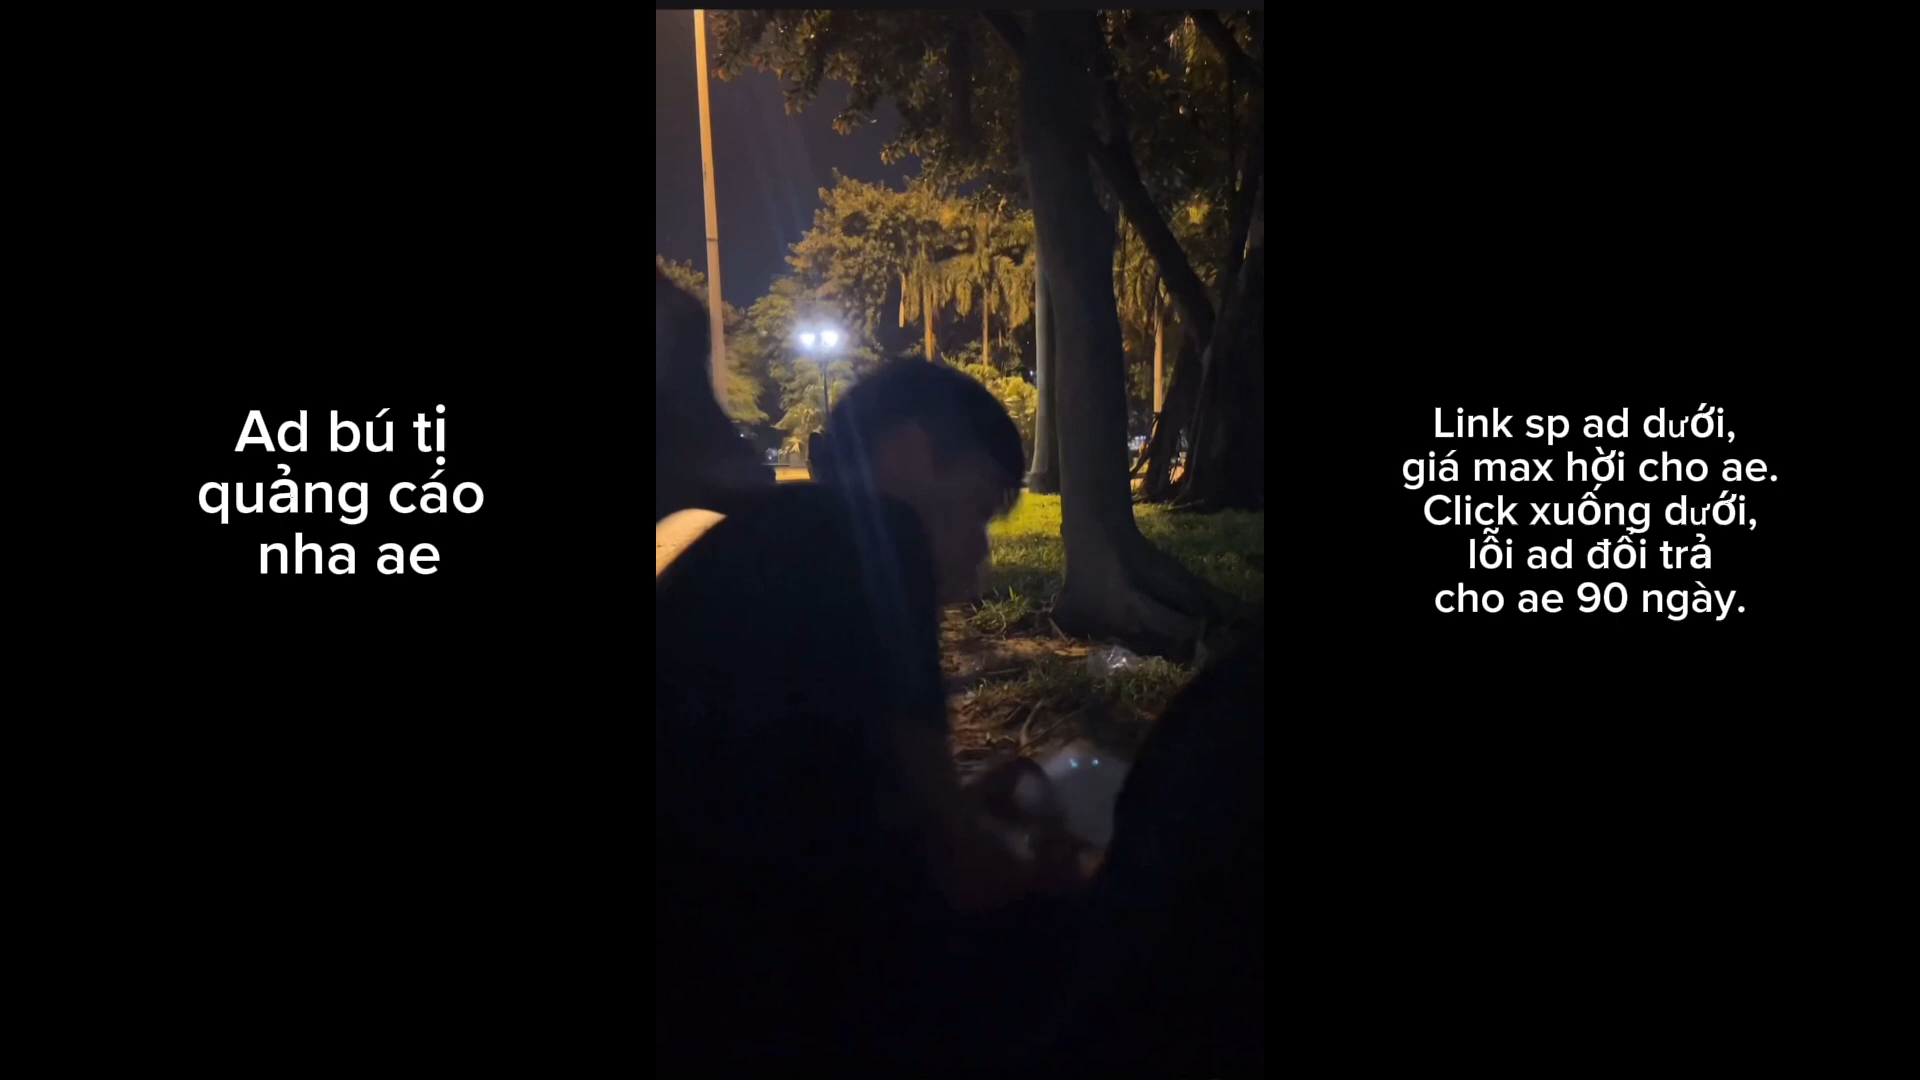 Ad bú tị
quảng cáo
nha ae
Link sp ad dưới,
giá max hời cho ae.
Click xuống dưới,
lỗi ad đổi trả
cho ae 90 ngày.